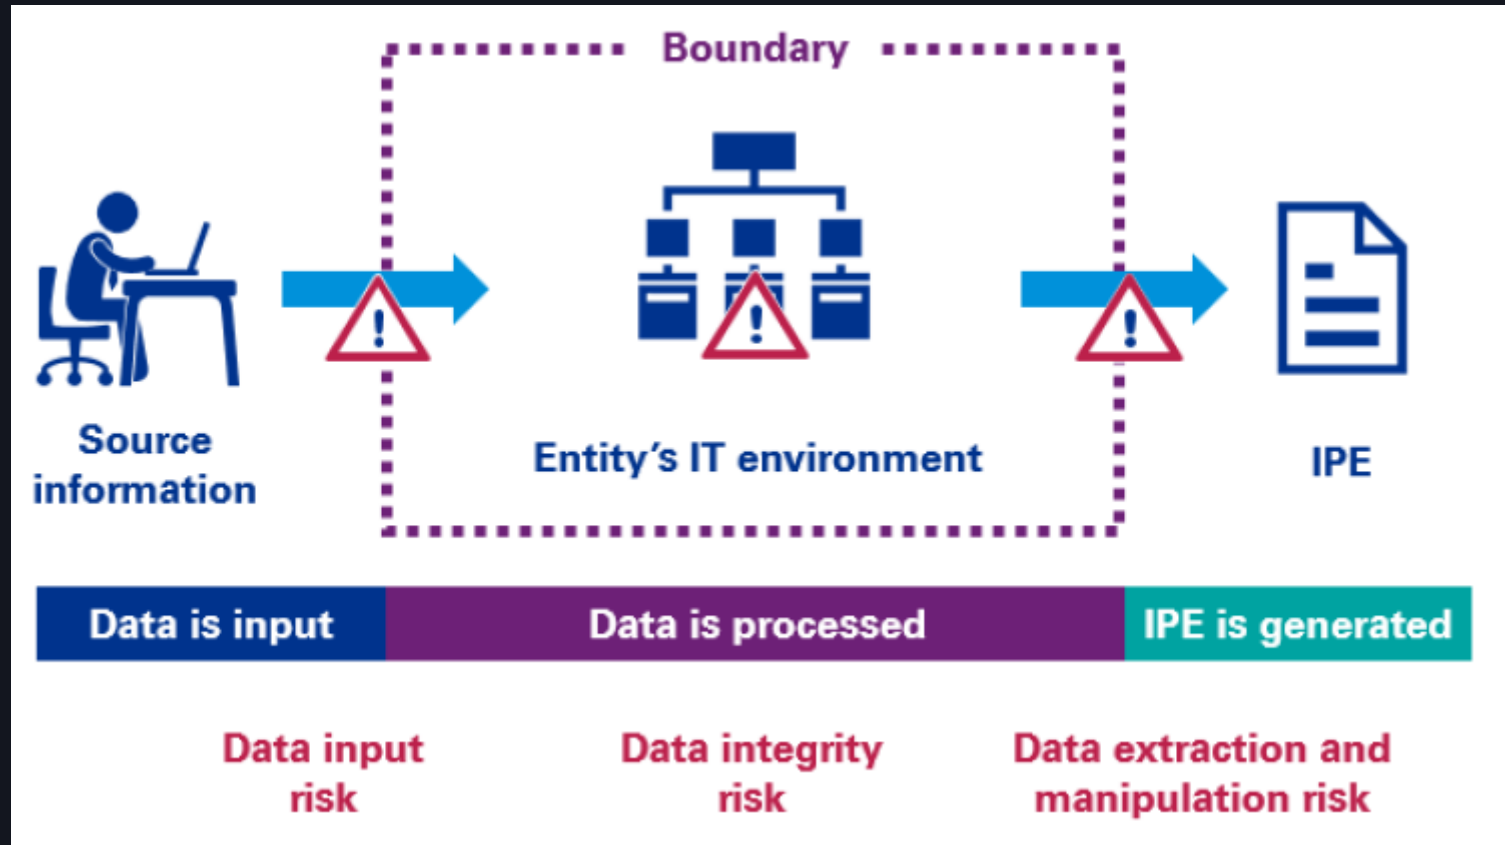 Boundary
Source
information
Entity's IT environment
IPE
Data is input
Data is processed
IPE is generated
Data input
risk
Data integrity
risk
Data extraction and
manipulation risk